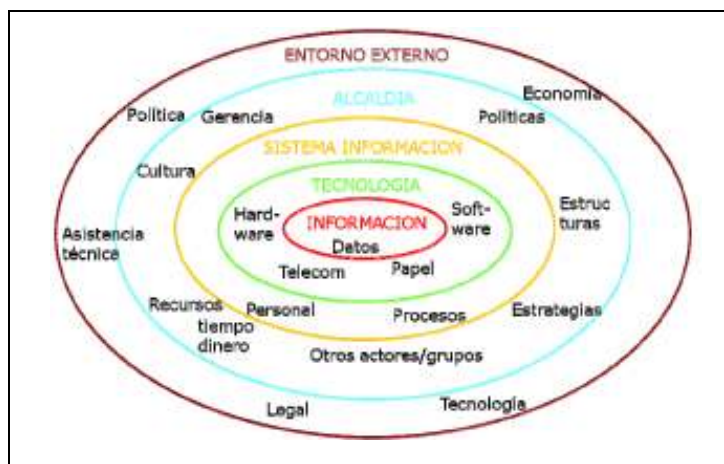 ENTORNO EXTERNO
ALCALDIA
Economía
Política
Gerencia
Políticas
SISTEMA INFORMACION
Cultura
TECNOLOGIA
Hard-
ware
INFORMACION
Datos
Soft-
ware
Estruc
turas
Asistencia
técnica
Telecom
Papel
Recursos
tiempo
dinero
Personal
Procesos
Estrategias
Otros actores/grupos
Legal
Tecnología